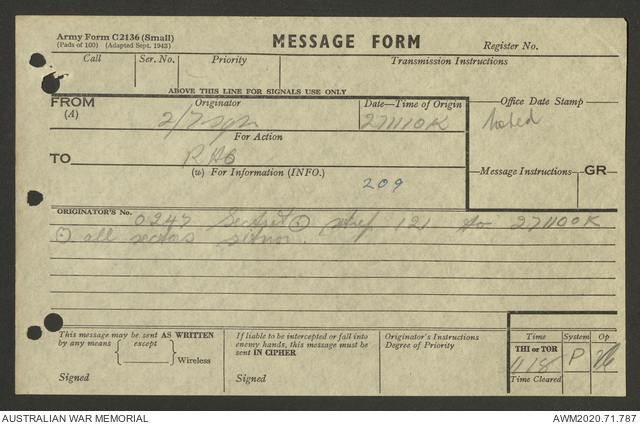 Army Form C2136 (Small)
(Pads of 100) (Adapted Sept. 1943)
MESSAGE FORM
Register No.
Call
Ser. No.
Priority
Transmission Instructions
ABOVE THIS LINE FOR SIGNALS USE ONLY
FROM
(A)
Originator
Date—Time of Origin
Office Date Stamp
2/7
271110K
Noted
For Action
TO
RHQ
(w) For Information (INFO.)
Message Instructions
GR
209
ORIGINATOR'S No.
0247 sitref 121 to 271100K
all sectors
This message may be sent AS WRITTEN
by any means except
Wireless
Signed
If liable to be intercepted or fall into
enemy hands, this message must be
sent IN CIPHER
Signed
Originator's Instructions
Degree of Priority
Time
System
Op
THI or TOR
1118
P
Time Cleared
AUSTRALIAN WAR MEMORIAL
AWM2020.71.787